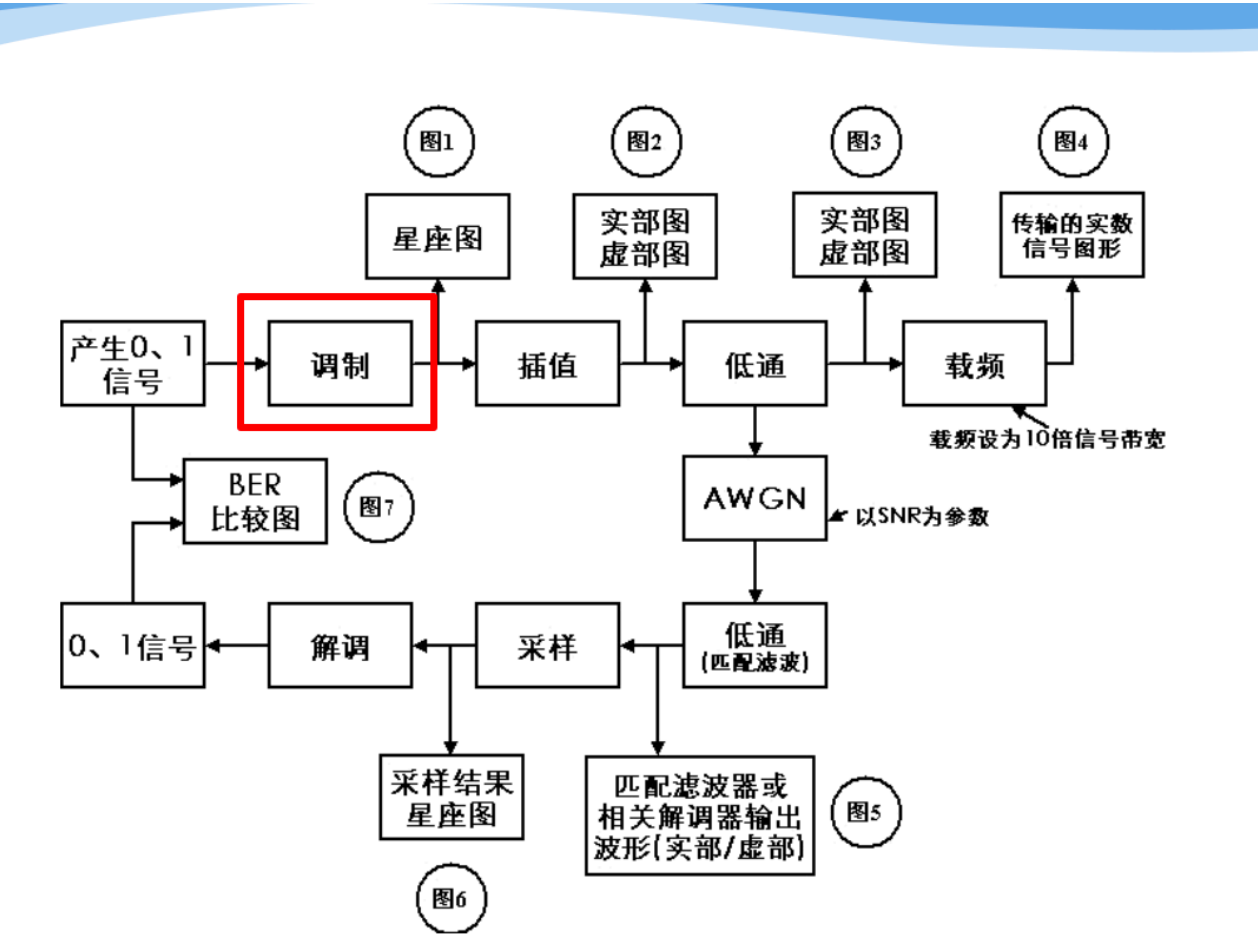 图1
图2
图3
图4
星座图
实部图
虚部图
实部图
虚部图
传输的实数
信号图形
产生0、1
信号
调制
插值
低通
载频
载频设为10倍信号带宽
BER
比较图
图7
AWGN
以SNR为参数
0、1信号
解调
采样
低通
(匹配滤波)
采样结果
星座图
匹配滤波器或
相关解调器输出
波形(实部/虚部)
图5
图6